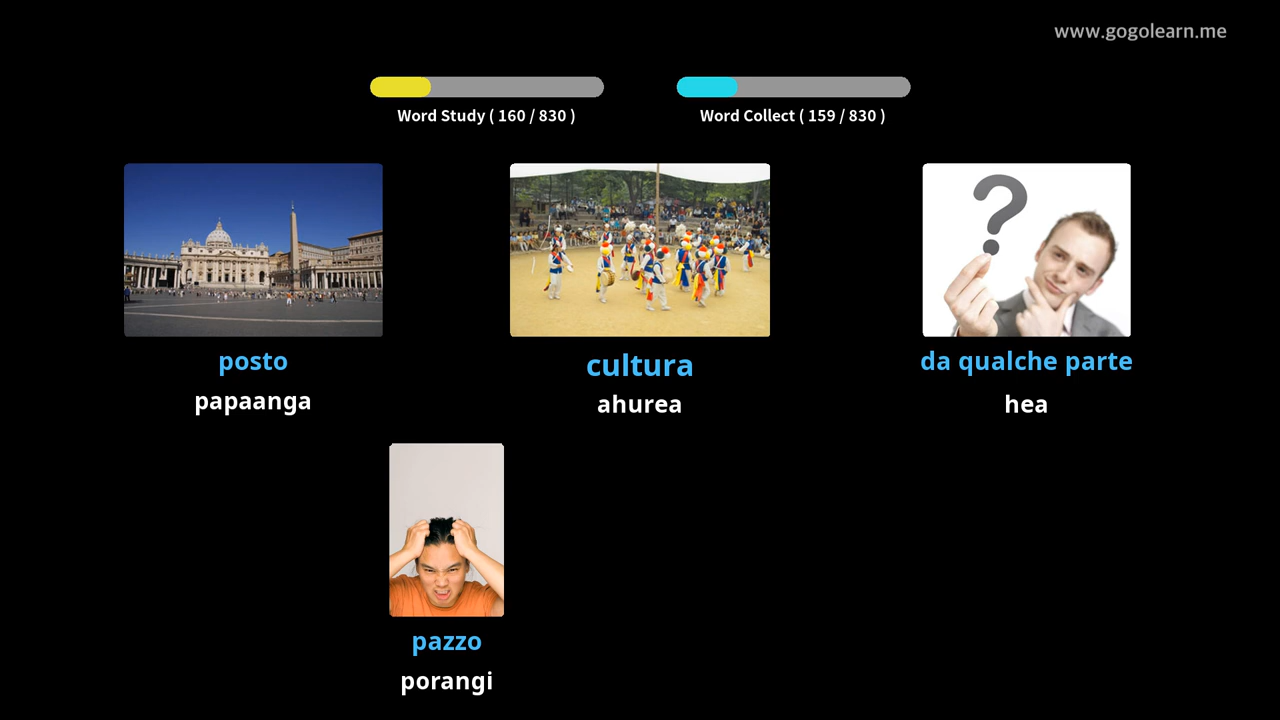 www.gogolearn.me
Word Study ( 160 / 830 )
Word Collect ( 159 / 830 )
posto
papaanga
cultura
ahurea
da qualche parte
hea
pazzo
porangi